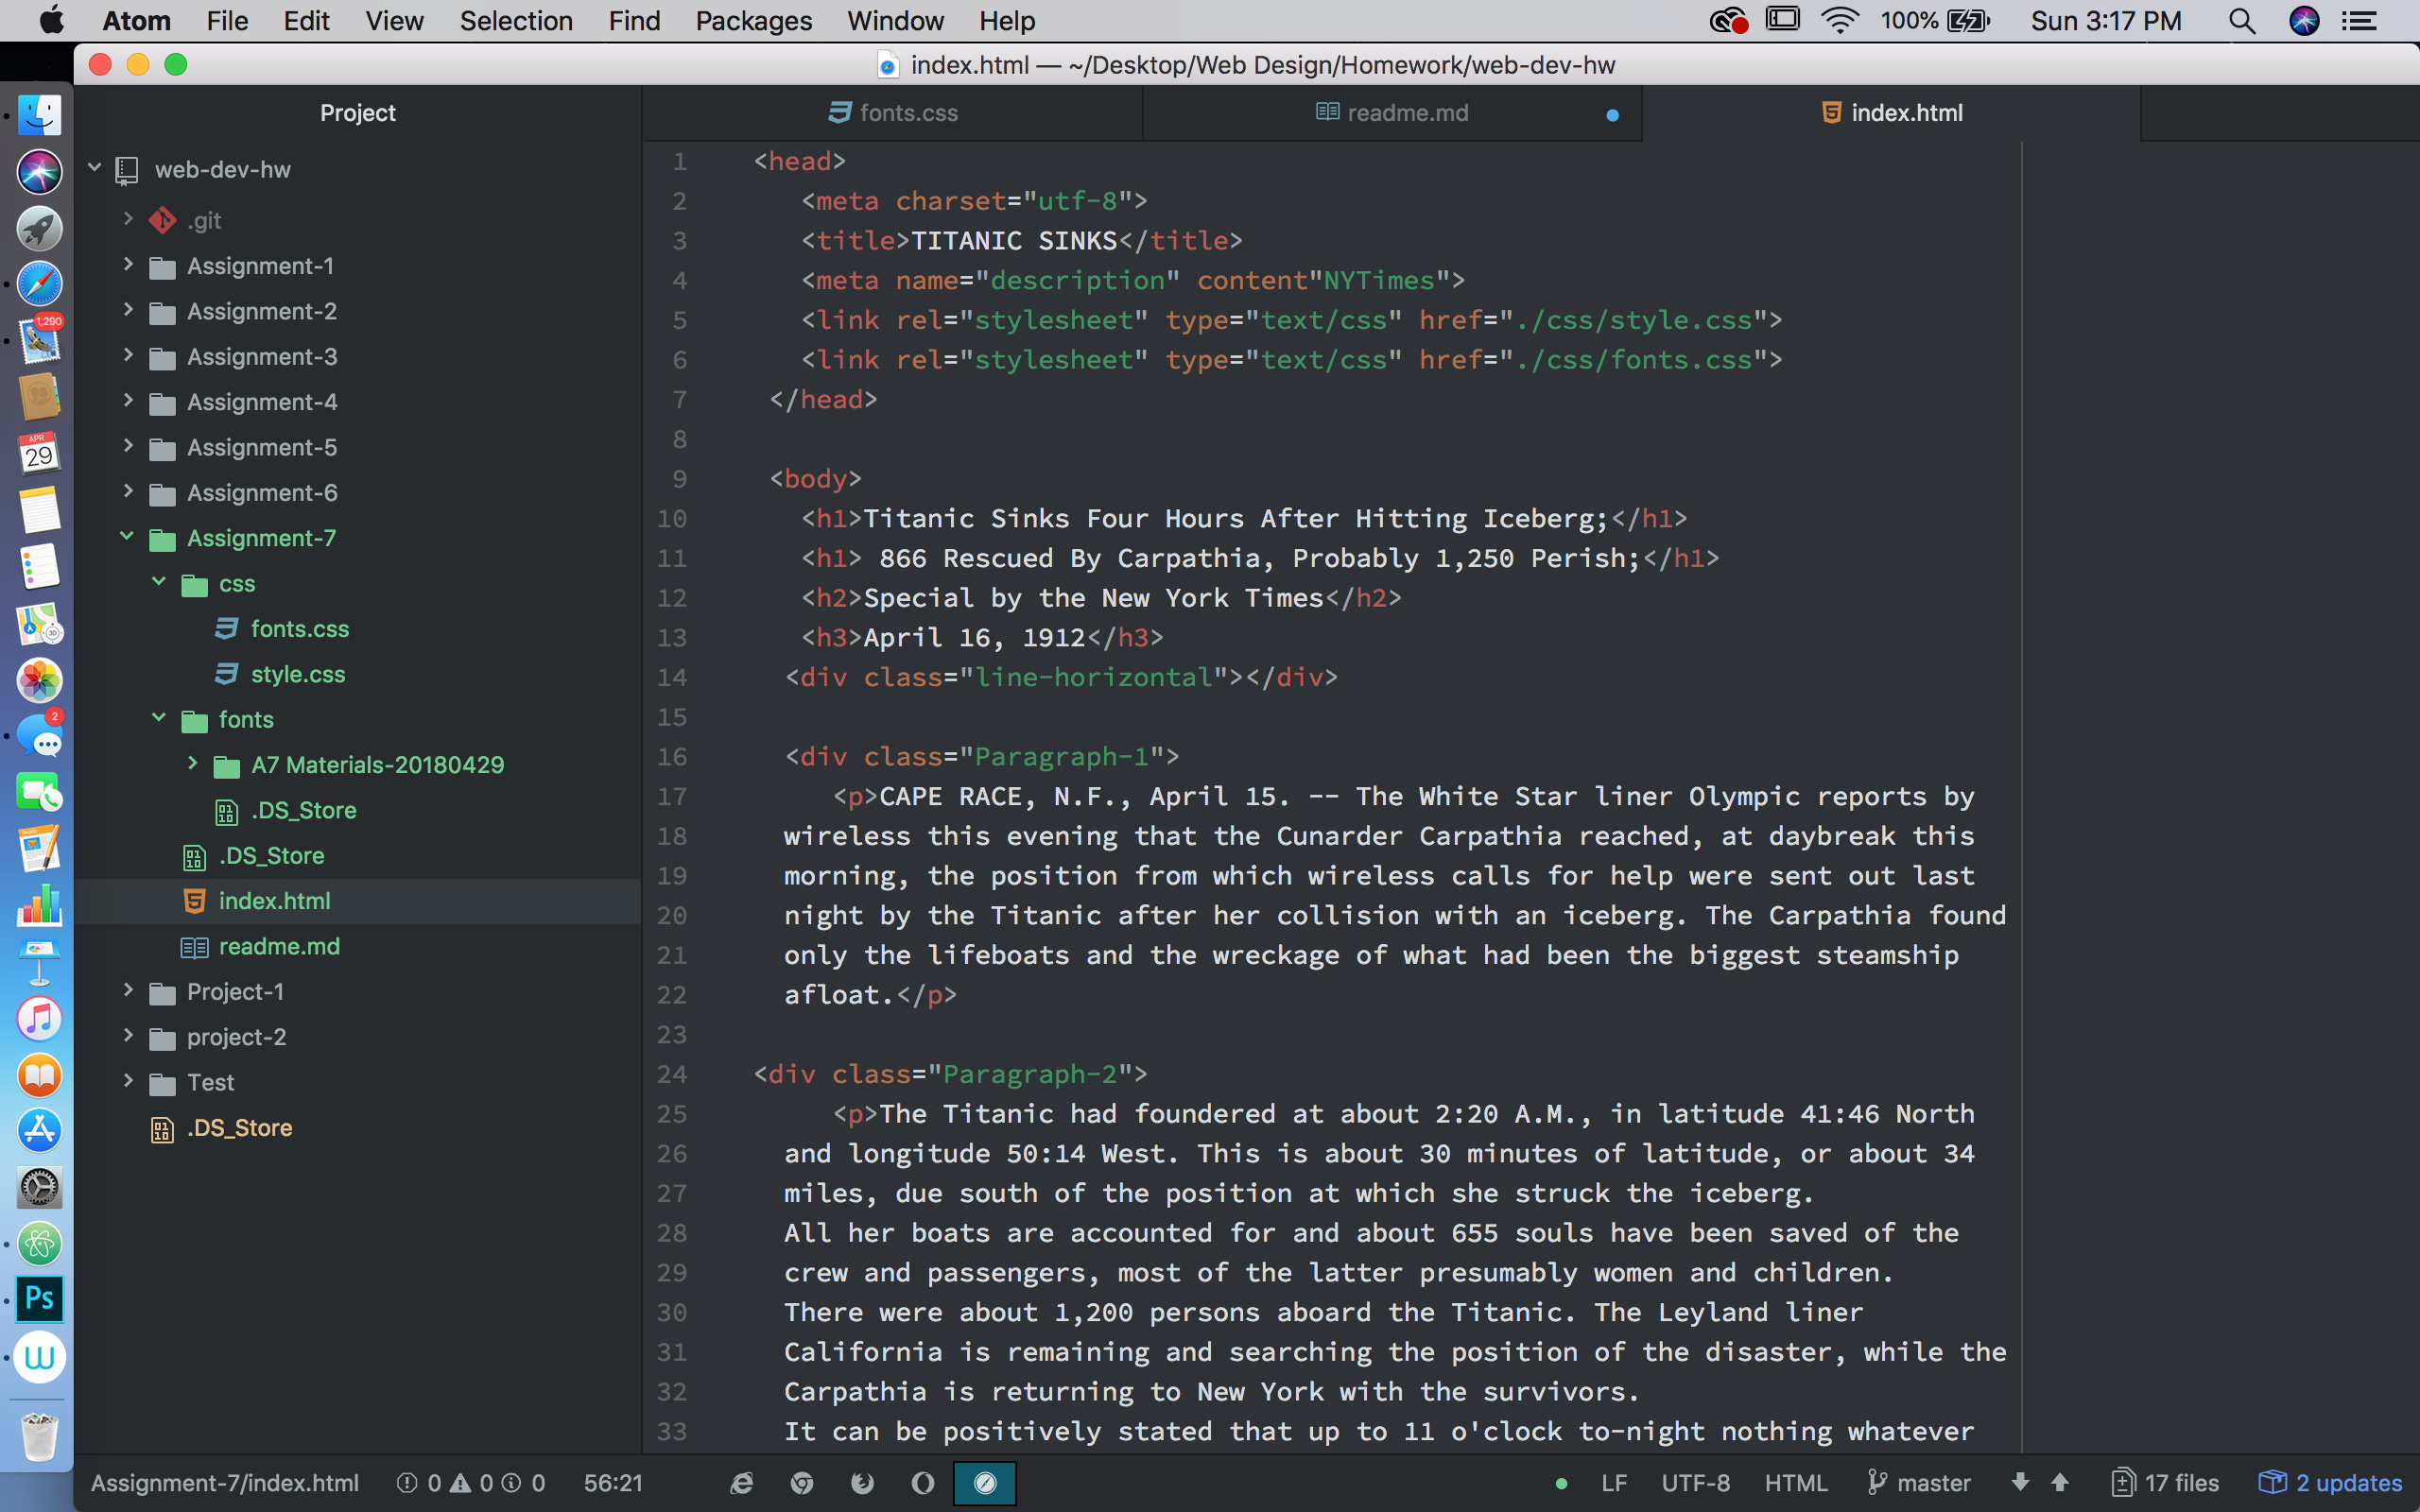 Atom File Edit View Selection Find Packages Window Help 100% Sun 3:17 PM
index.html — ~/Desktop/Web Design/Homework/web-dev-hw
Project
web-dev-hw
.git
Assignment-1
Assignment-2
Assignment-3
Assignment-4
Assignment-5
Assignment-6
Assignment-7
css
fonts.css
style.css
fonts
A7 Materials-20180429
.DS_Store
.DS_Store
index.html
readme.md
Project-1
project-2
Test
.DS_Store
1,290
APR
29
2
Ps
fonts.css readme.md index.html
1 <head>
2 <meta charset="utf-8">
3 <title>TITANIC SINKS</title>
4 <meta name="description" content"NYTimes">
5 <link rel="stylesheet" type="text/css" href="./css/style.css">
6 <link rel="stylesheet" type="text/css" href="./css/fonts.css">
7 </head>
8
9 <body>
10 <h1>Titanic Sinks Four Hours After Hitting Iceberg;</h1>
11 <h1> 866 Rescued By Carpathia, Probably 1,250 Perish;</h1>
12 <h2>Special by the New York Times</h2>
13 <h3>April 16, 1912</h3>
14 <div class="line-horizontal"></div>
15
16 <div class="Paragraph-1">
17 <p>CAPE RACE, N.F., April 15. -- The White Star liner Olympic reports by
18 wireless this evening that the Cunarder Carpathia reached, at daybreak this
19 morning, the position from which wireless calls for help were sent out last
20 night by the Titanic after her collision with an iceberg. The Carpathia found
21 only the lifeboats and the wreckage of what had been the biggest steamship
22 afloat.</p>
23
24 <div class="Paragraph-2">
25 <p>The Titanic had foundered at about 2:20 A.M., in latitude 41:46 North
26 and longitude 50:14 West. This is about 30 minutes of latitude, or about 34
27 miles, due south of the position at which she struck the iceberg.
28 All her boats are accounted for and about 655 souls have been saved of the
29 crew and passengers, most of the latter presumably women and children.
30 There were about 1,200 persons aboard the Titanic. The Leyland liner
31 California is remaining and searching the position of the disaster, while the
32 Carpathia is returning to New York with the survivors.
33 It can be positively stated that up to 11 o'clock to-night nothing whatever
Assignment-7/index.html 0 0 0 56:21 LF UTF-8 HTML master 17 files 2 updates